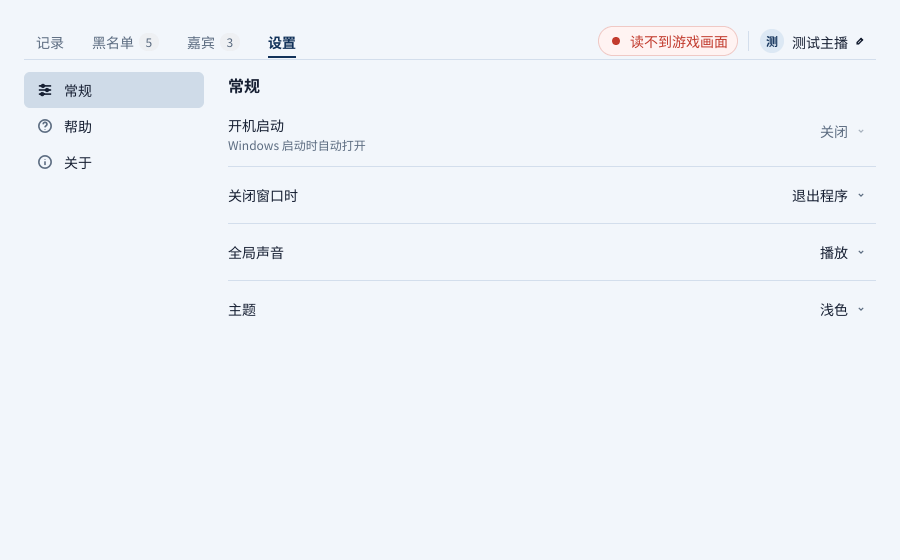 记录 黑名单 5 嘉宾 3 设置 读不到游戏画面 测 测试主播
常规
帮助
关于
常规
开机启动 关闭
Windows 启动时自动打开
关闭窗口时 退出程序
全局声音 播放
主题 浅色